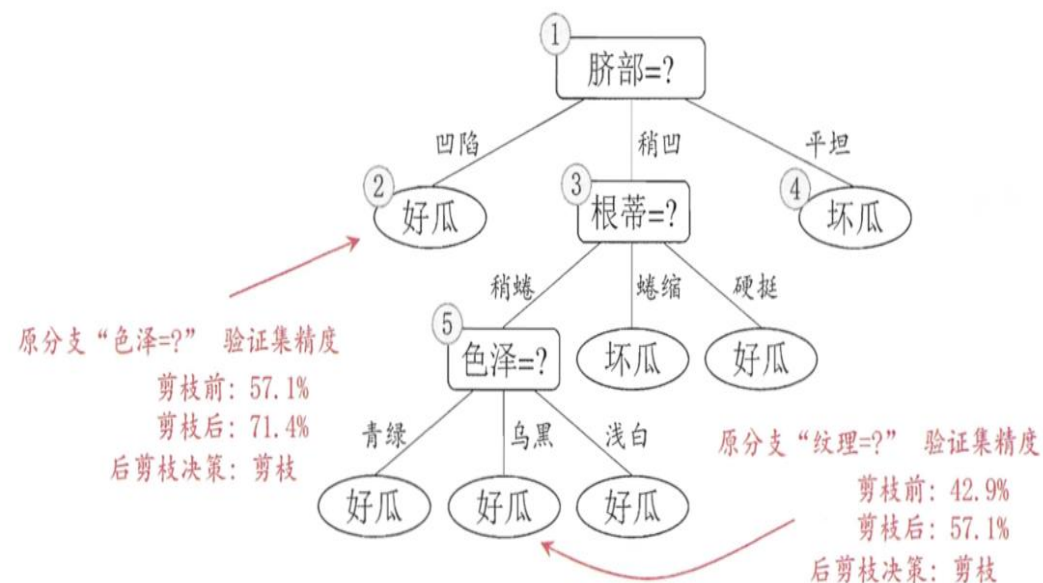 ① 脐部=?
凹陷
稍凹
平坦
② 好瓜
③ 根蒂=?
④ 坏瓜
稍蜷
蜷缩
硬挺
⑤ 色泽=?
坏瓜
好瓜
原分支“色泽=?” 验证集精度
剪枝前: 57.1%
剪枝后: 71.4%
后剪枝决策: 剪枝
青绿
乌黑
浅白
好瓜
好瓜
好瓜
原分支“纹理=?” 验证集精度
剪枝前: 42.9%
剪枝后: 57.1%
后剪枝决策: 剪枝